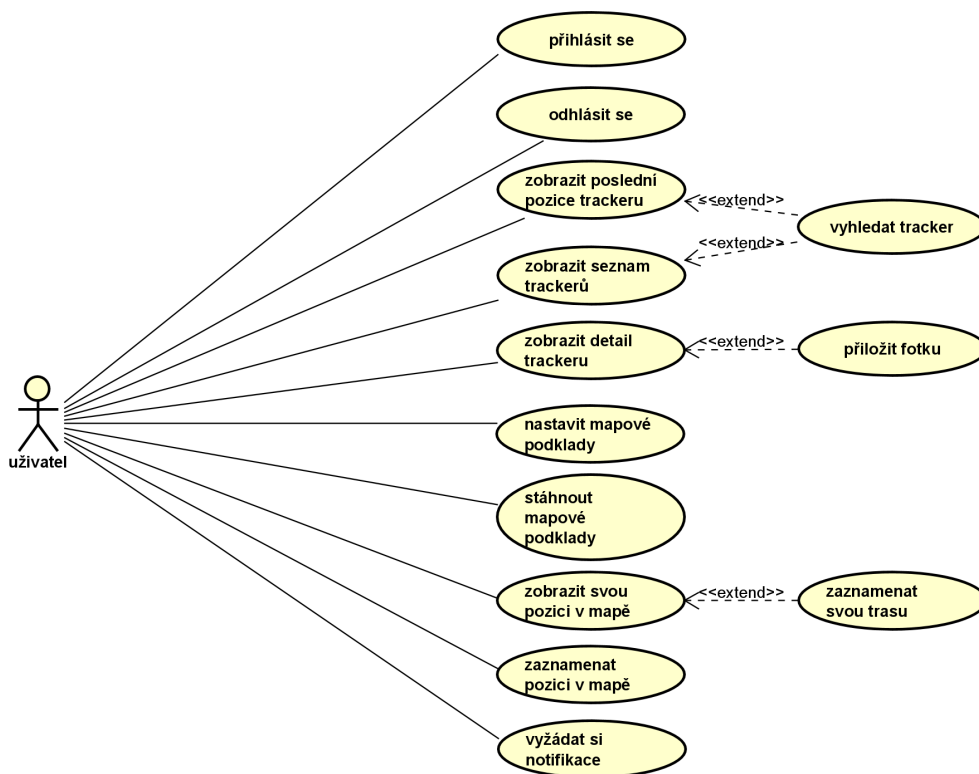 přihlásit se
odhlásit se
zobrazit poslední
pozice trackeru
<<extend>>
vyhledat tracker
<<extend>>
zobrazit seznam
trackerů
zobrazit detail
trackeru
<<extend>>
přiložit fotku
uživatel
nastavit mapové
podklady
stáhnout
mapové
podklady
zobrazit svou
pozici v mapě
<<extend>>
zaznamenat
svou trasu
zaznamenat
pozici v mapě
vyžádat si
notifikace